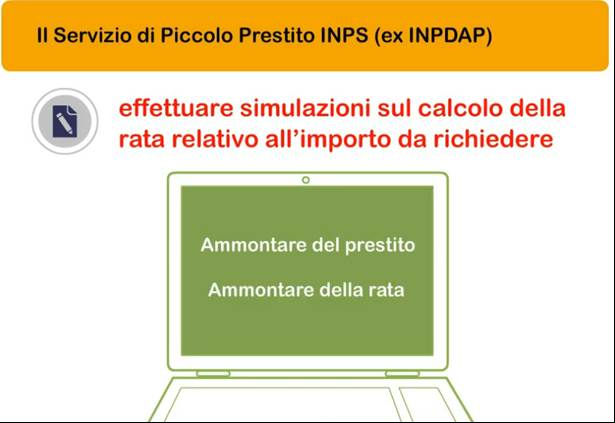 Il Servizio di Piccolo Prestito INPS (ex INPDAP)
effettuare simulazioni sul calcolo della
rata relativo all’importo da richiedere
Ammontare del prestito
Ammontare della rata